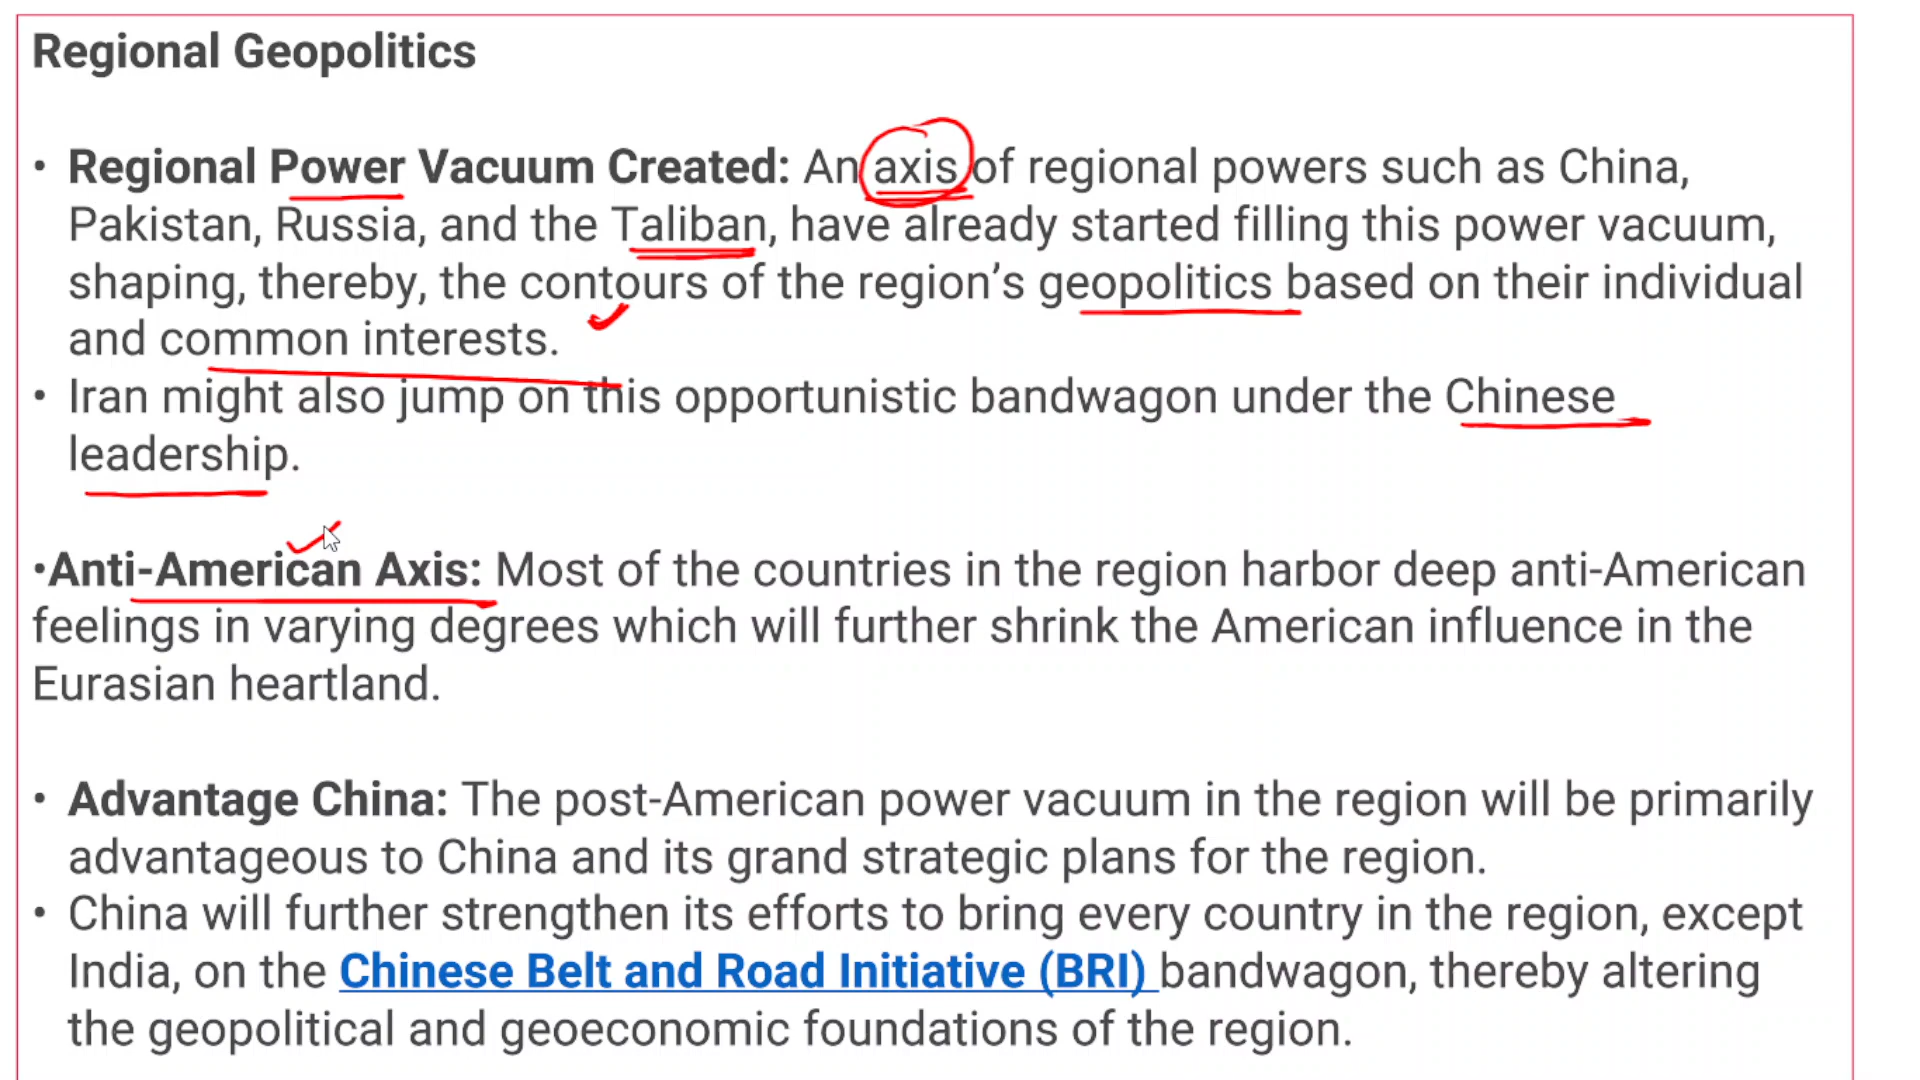 Regional Geopolitics
• Regional Power Vacuum Created: An axis of regional powers such as China,
Pakistan, Russia, and the Taliban, have already started filling this power vacuum,
shaping, thereby, the contours of the region’s geopolitics based on their individual
and common interests.
• Iran might also jump on this opportunistic bandwagon under the Chinese
leadership.
•Anti-American Axis: Most of the countries in the region harbor deep anti-American
feelings in varying degrees which will further shrink the American influence in the
Eurasian heartland.
• Advantage China: The post-American power vacuum in the region will be primarily
advantageous to China and its grand strategic plans for the region.
• China will further strengthen its efforts to bring every country in the region, except
India, on the Chinese Belt and Road Initiative (BRI) bandwagon, thereby altering
the geopolitical and geoeconomic foundations of the region.